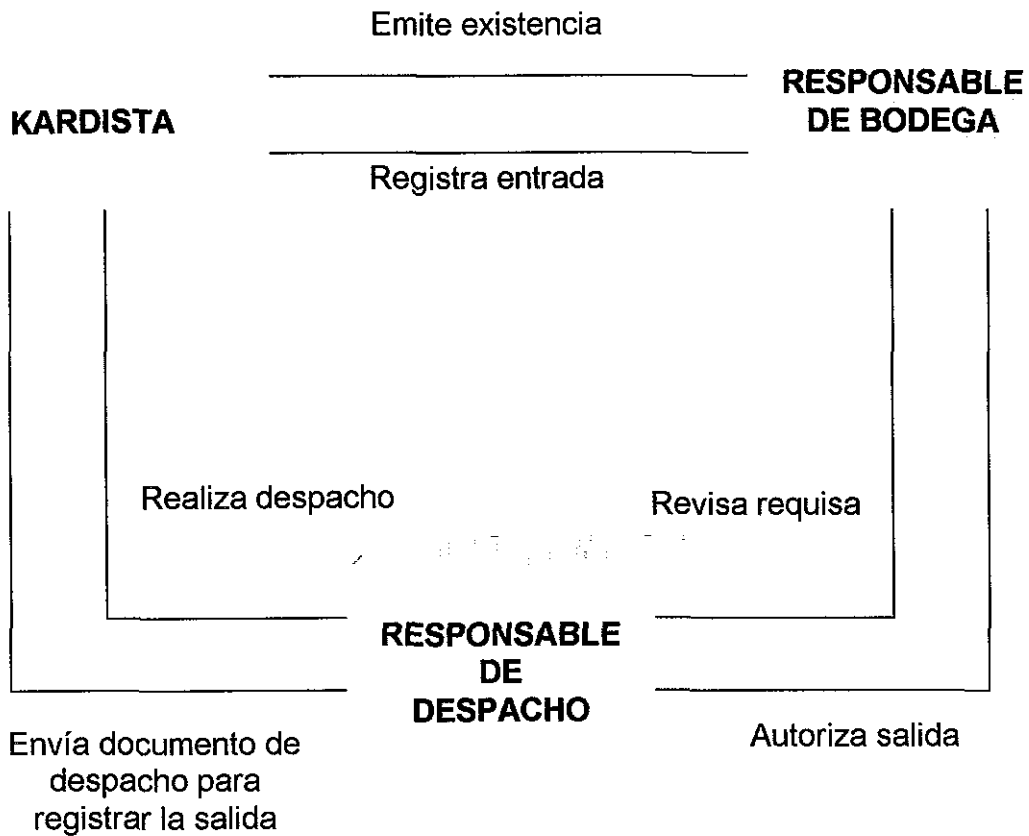 Emite existencia
KARDISTA
RESPONSABLE
DE BODEGA
Registra entrada
Realiza despacho
Revisa requisa
RESPONSABLE
DE
DESPACHO
Envía documento de
despacho para
registrar la salida
Autoriza salida